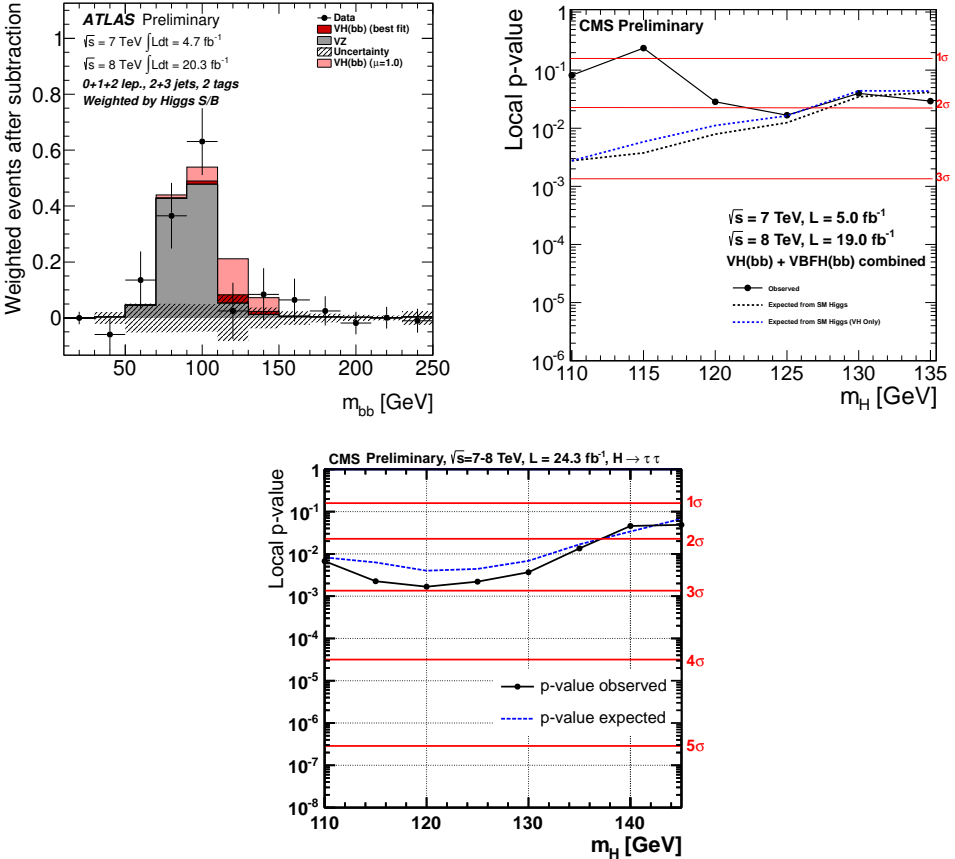 ATLAS Preliminary
√s = 7 TeV ∫Ldt = 4.7 fb⁻¹
√s = 8 TeV ∫Ldt = 20.3 fb⁻¹
0+1+2 lep., 2+3 jets, 2 tags
Weighted by Higgs S/B
Data
VH(bb) (best fit)
VZ
Uncertainty
VH(bb) (μ=1.0)
Weighted events after subtraction
1
0.8
0.6
0.4
0.2
0
50 100 150 200 250
m_bb [GeV]
CMS Preliminary
Local p-value
1
10⁻¹
10⁻²
10⁻³
10⁻⁴
10⁻⁵
10⁻⁶
1σ
2σ
3σ
√s = 7 TeV, L = 5.0 fb⁻¹
√s = 8 TeV, L = 19.0 fb⁻¹
VH(bb) + VBFH(bb) combined
Observed
Expected from SM Higgs
Expected from SM Higgs (VH Only)
110 115 120 125 130 135
m_H [GeV]
CMS Preliminary, √s=7-8 TeV, L = 24.3 fb⁻¹, H → τ τ
Local p-value
1
10⁻¹
10⁻²
10⁻³
10⁻⁴
10⁻⁵
10⁻⁶
10⁻⁷
10⁻⁸
1σ
2σ
3σ
4σ
5σ
p-value observed
p-value expected
110 120 130 140
m_H [GeV]